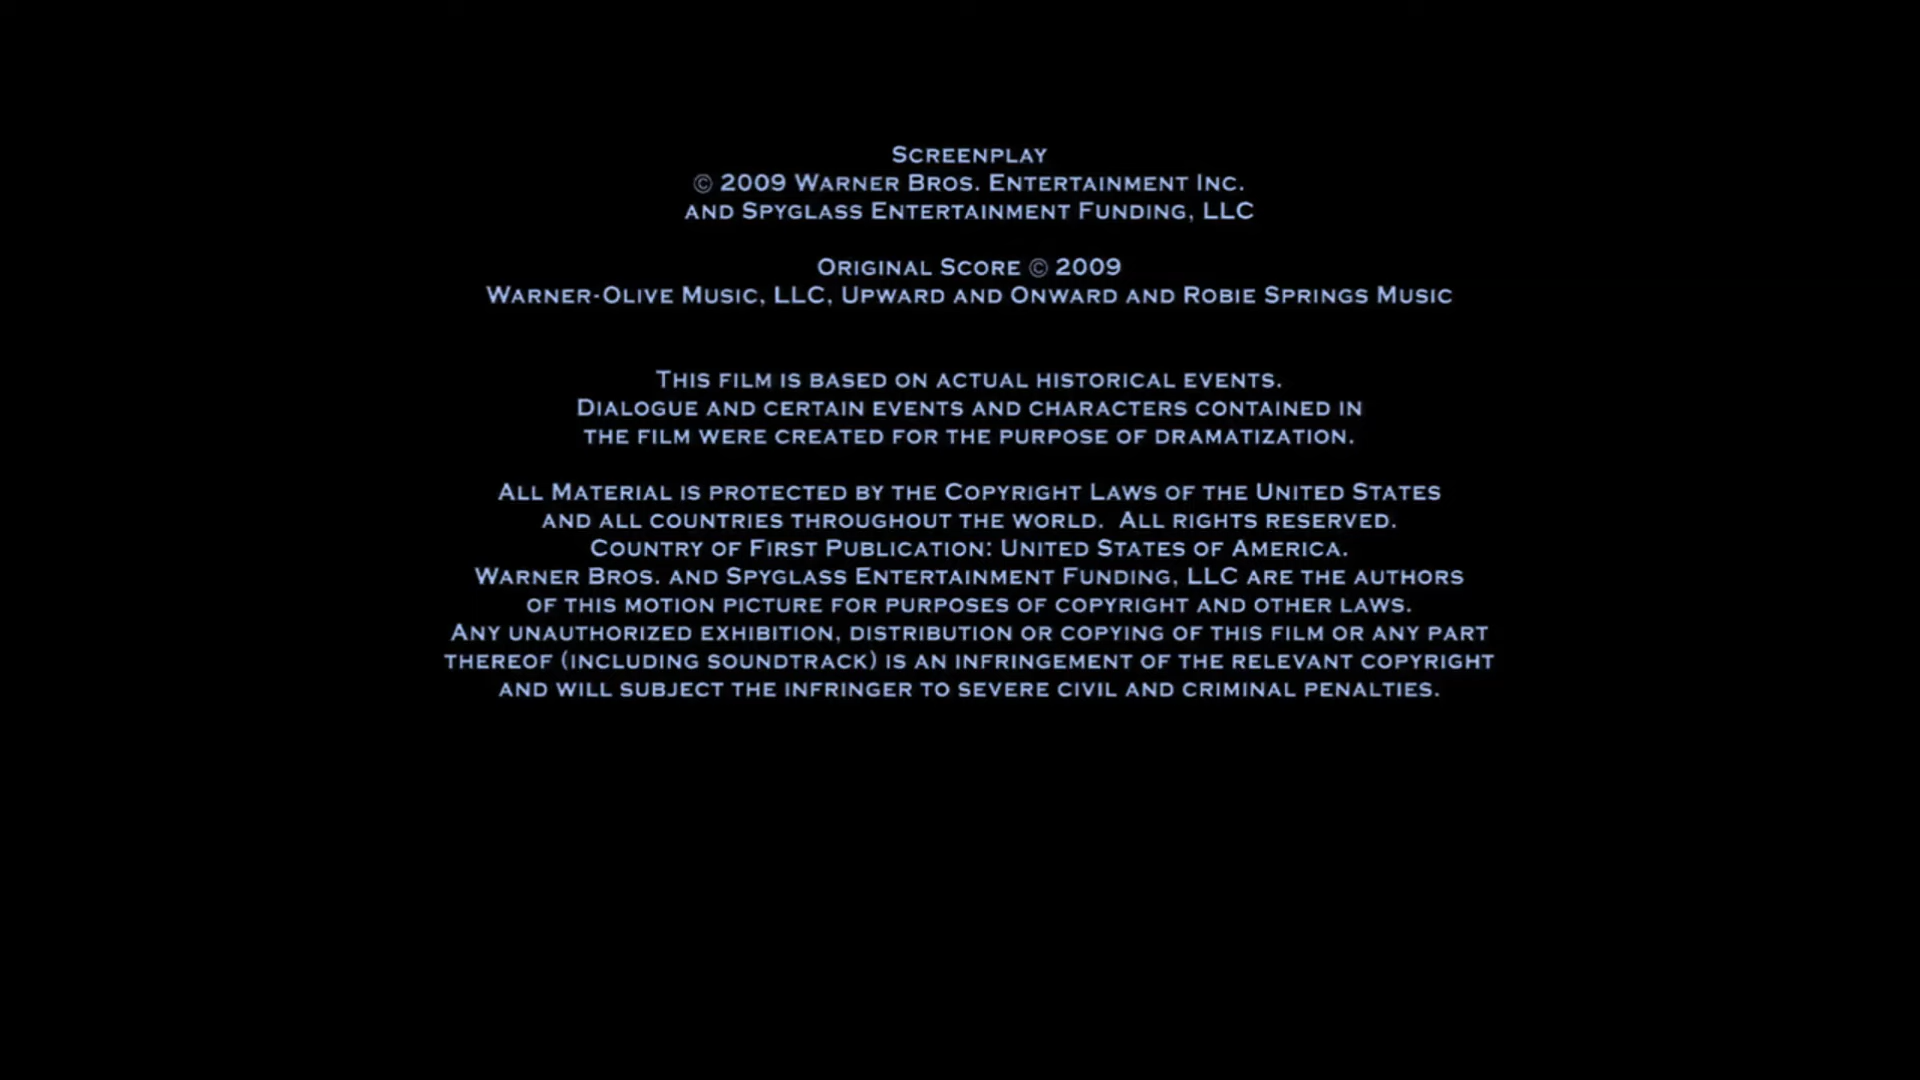 Screenplay
© 2009 Warner Bros. Entertainment Inc.
and Spyglass Entertainment Funding, LLC
Original Score © 2009
Warner-Olive Music, LLC, Upward and Onward and Robie Springs Music
This film is based on actual historical events.
Dialogue and certain events and characters contained in
the film were created for the purpose of dramatization.
All Material is protected by the Copyright Laws of the United States
and all countries throughout the world.  All rights reserved.
Country of First Publication: United States of America.
Warner Bros. and Spyglass Entertainment Funding, LLC are the authors
of this motion picture for purposes of copyright and other laws.
Any unauthorized exhibition, distribution or copying of this film or any part
thereof (including soundtrack) is an infringement of the relevant copyright
and will subject the infringer to severe civil and criminal penalties.